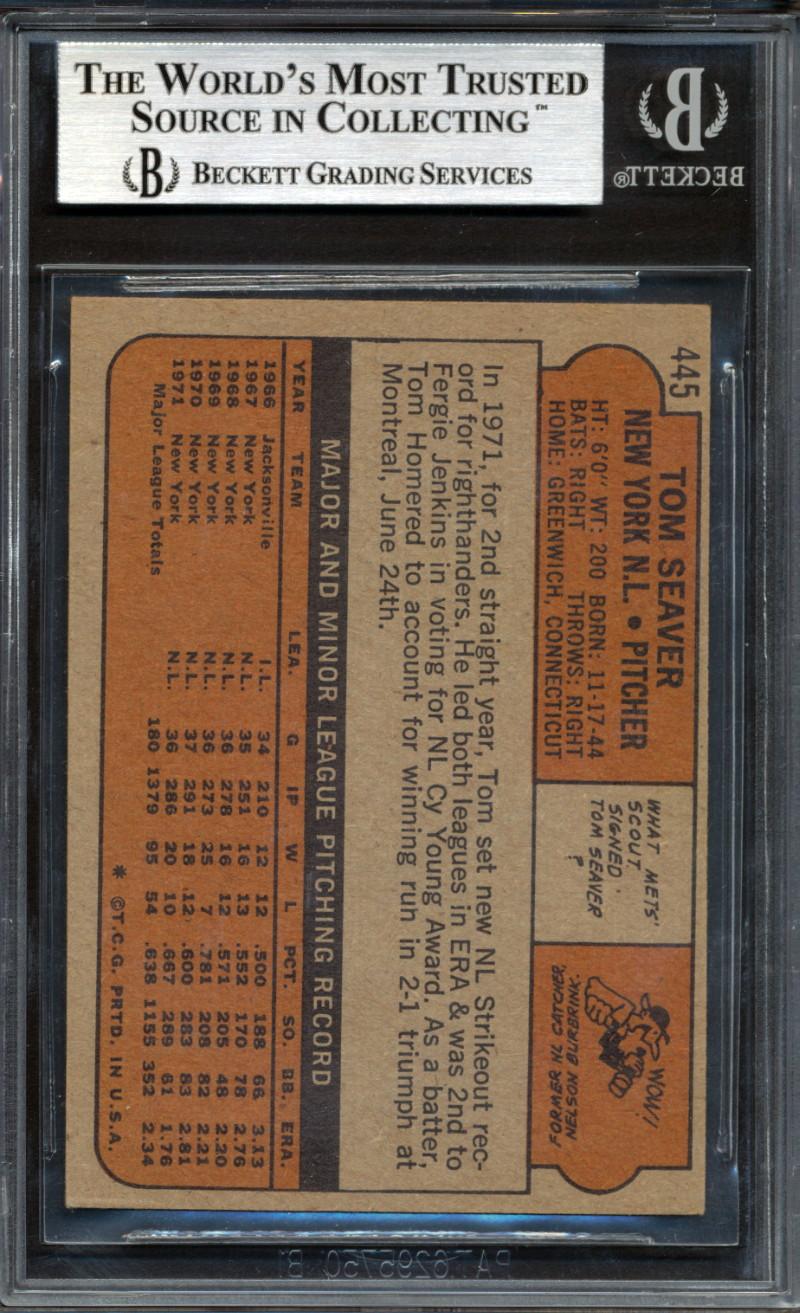 THE WORLD'S MOST TRUSTED
SOURCE IN COLLECTING™
BECKETT GRADING SERVICES
B
BECKETT®
445
TOM SEAVER
NEW YORK N.L. • PITCHER
HT: 6'0" WT: 200 BORN: 11-17-44
BATS: RIGHT THROWS: RIGHT
HOME: GREENWICH, CONNECTICUT
WHAT METS'
SCOUT
SIGNED
TOM SEAVER
?
WOW!
FORMER ML CATCHER,
NELSON BURBRINK.
In 1971, for 2nd straight year, Tom set new NL Strikeout rec-
ord for righthanders. He led both leagues in ERA & was 2nd to
Fergie Jenkins in voting for NL Cy Young Award. As a batter,
Tom Homered to account for winning run in 2-1 triumph at
Montreal, June 24th.
MAJOR AND MINOR LEAGUE PITCHING RECORD
YEAR TEAM LEA. G IP W L PCT. SO. BB. ERA.
1966 Jacksonville I.L. 34 210 12 12 .500 188 66 3.13
1967 New York N.L. 35 251 16 13 .552 170 78 2.76
1968 New York N.L. 36 278 16 12 .571 205 48 2.20
1969 New York N.L. 36 273 25 7 .781 208 82 2.21
1970 New York N.L. 37 291 18 12 .600 283 83 2.81
1971 New York N.L. 36 286 20 10 .667 289 61 1.76
Major League Totals 180 1379 95 54 .638 1155 352 2.34
* ©T.C.G. PRTD. IN U.S.A.